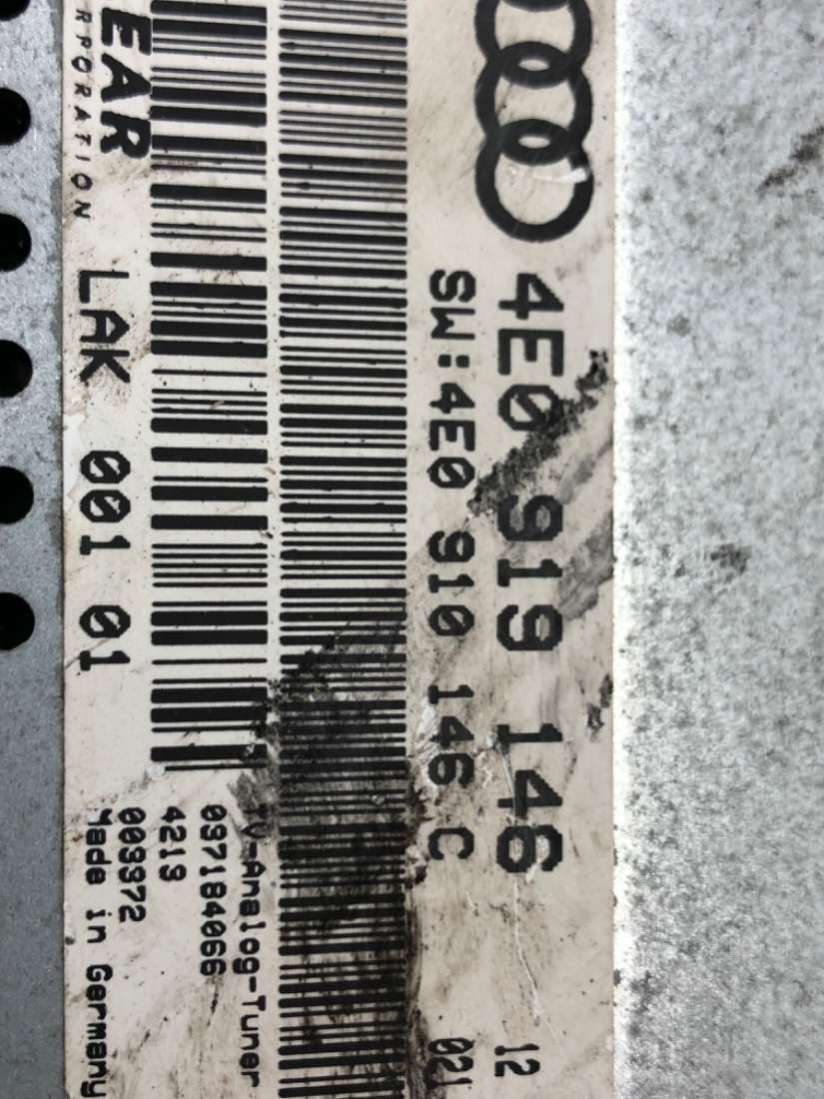 4E0 919 146 12
SW:4E0 910 146 C 021
TV-Analog-Tuner
097184066
4219
009972
Made in Germany
EAR
RPORATION
LAK 001 01